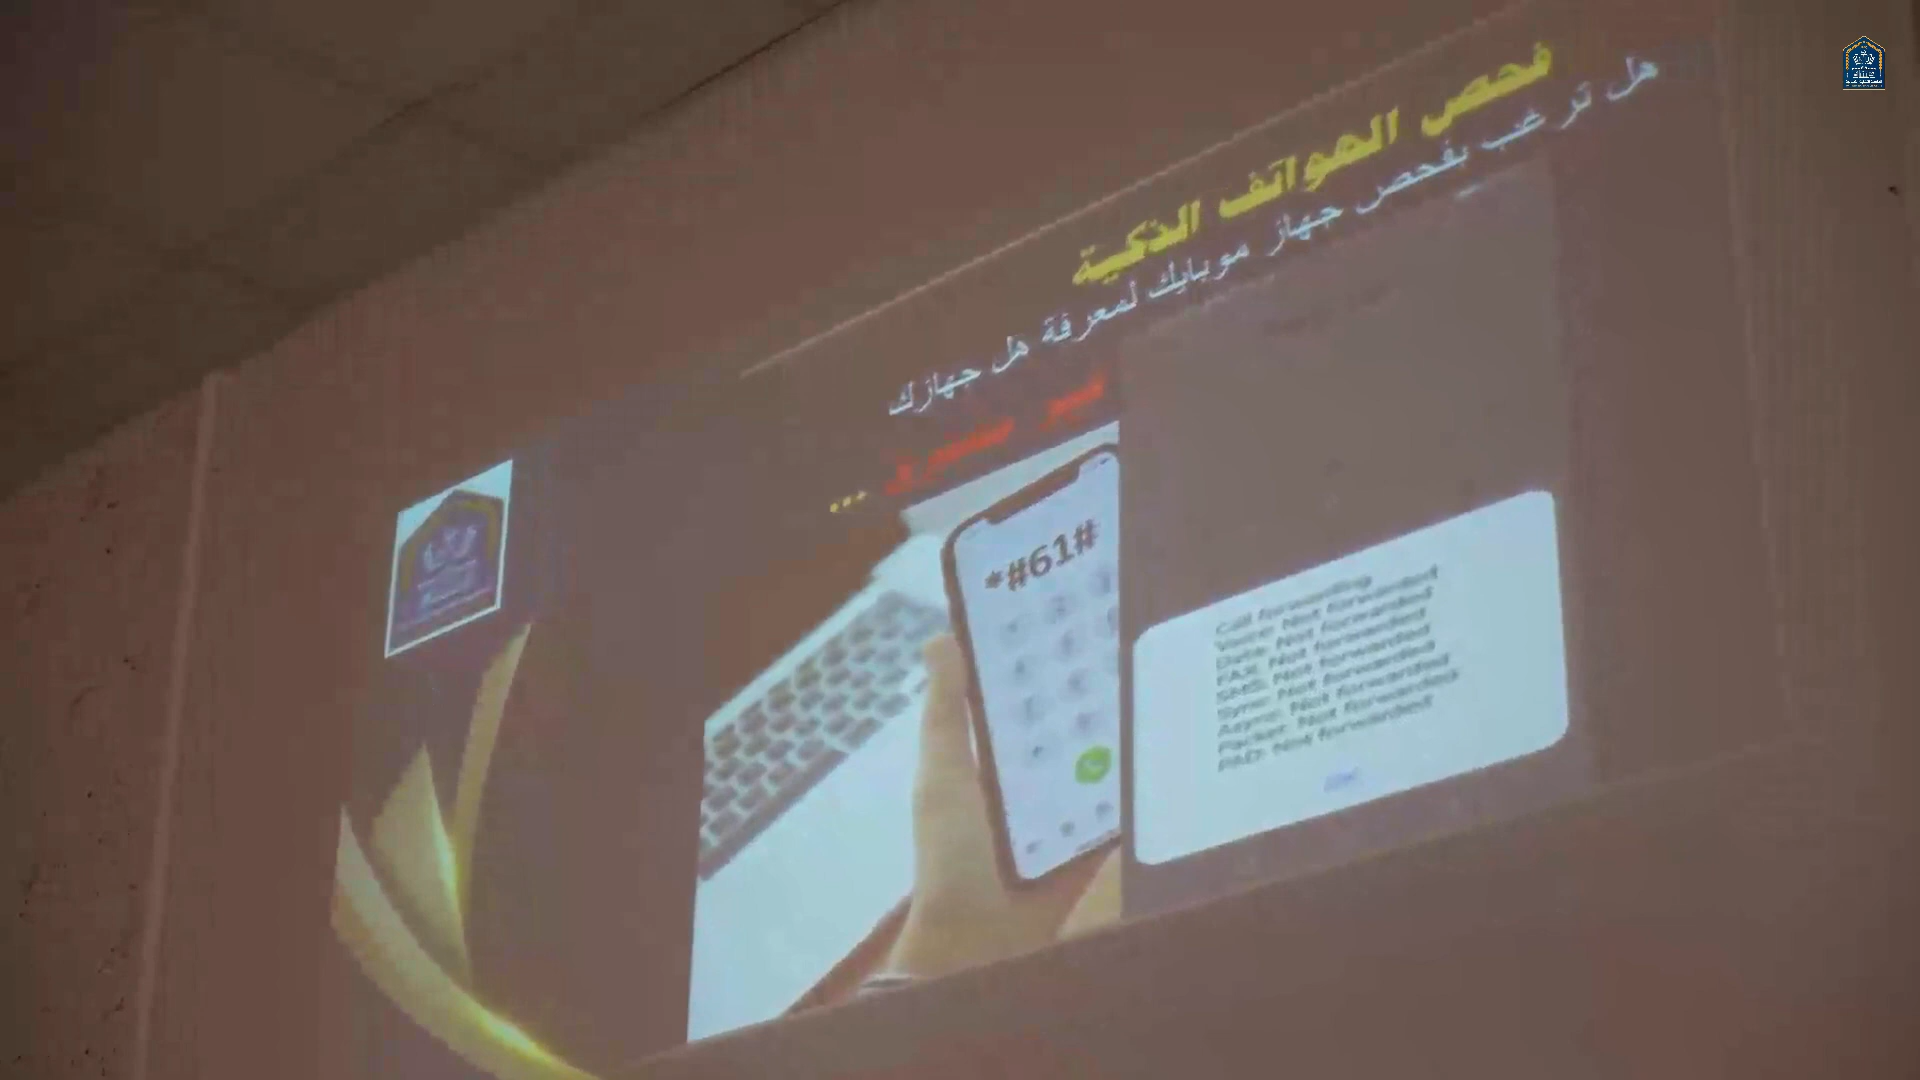 فحص الهواتف الذكية
هل ترغب بفحص جهاز موبايلك لمعرفة هل جهازك
...
*#61#
Call forwarding
Voice: Not forwarded
Data: Not forwarded
FAX: Not forwarded
SMS: Not forwarded
Sync: Not forwarded
Async: Not forwarded
Packet: Not forwarded
PAD: Not forwarded